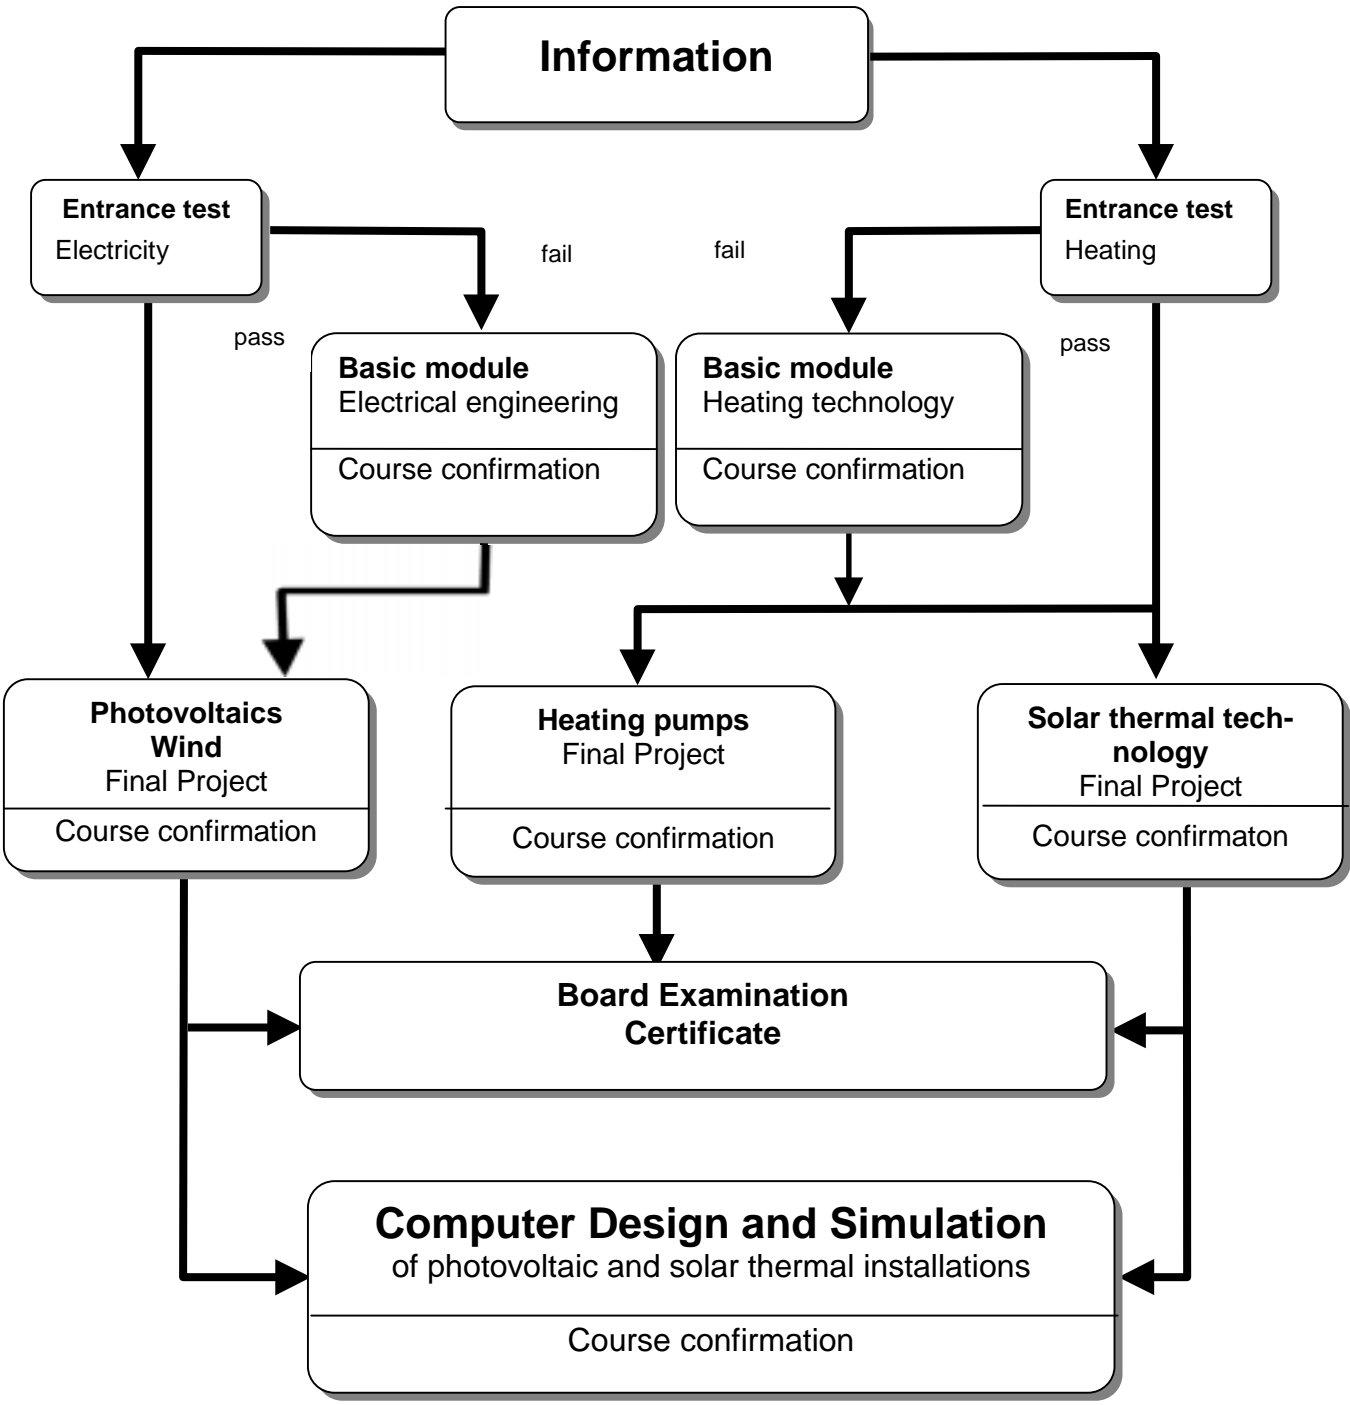 Information
Entrance test
Electricity
Entrance test
Heating
fail
fail
pass
pass
Basic module
Electrical engineering
Course confirmation
Basic module
Heating technology
Course confirmation
Photovoltaics
Wind
Final Project
Course confirmation
Heating pumps
Final Project
Course confirmation
Solar thermal tech-
nology
Final Project
Course confirmaton
Board Examination
Certificate
Computer Design and Simulation
of photovoltaic and solar thermal installations
Course confirmation